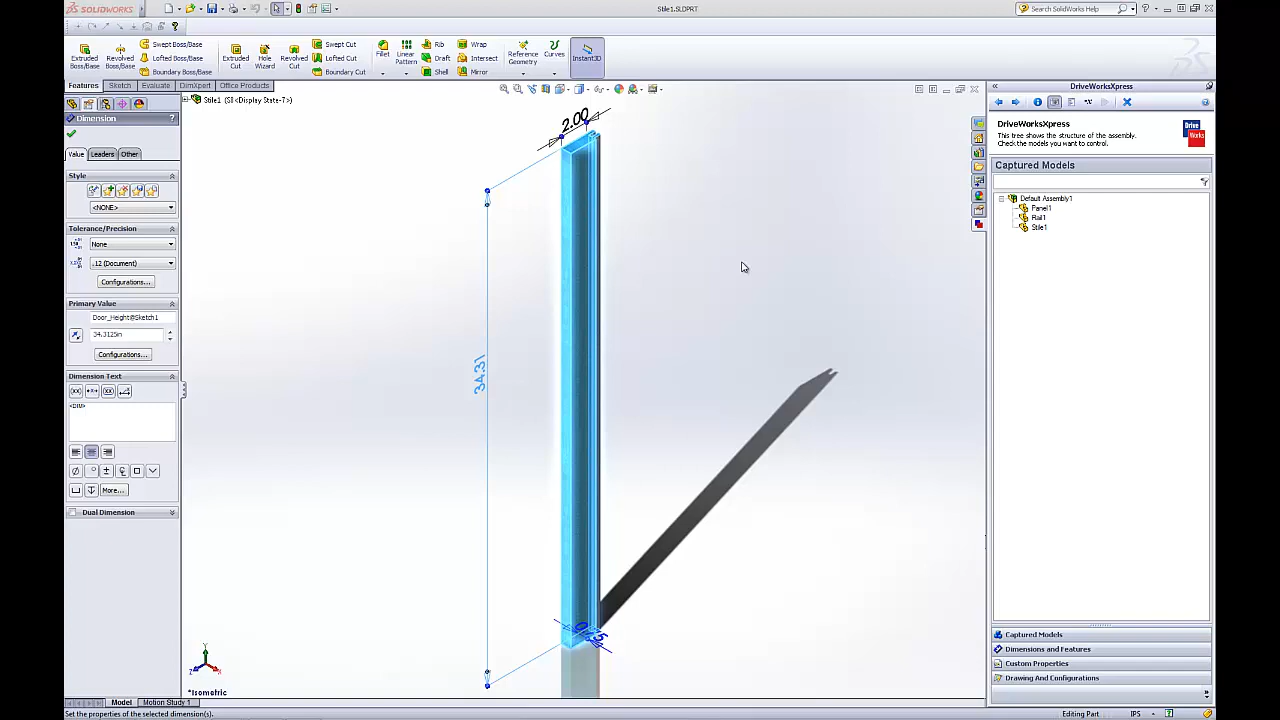 SOLIDWORKS
Stile1.SLDPRT
Search SolidWorks Help
Extruded Boss/Base
Revolved Boss/Base
Swept Boss/Base
Lofted Boss/Base
Boundary Boss/Base
Extruded Cut
Hole Wizard
Revolved Cut
Swept Cut
Lofted Cut
Boundary Cut
Fillet
Linear Pattern
Rib
Draft
Shell
Wrap
Intersect
Mirror
Reference Geometry
Curves
Instant3D
Features
Sketch
Evaluate
DimXpert
Office Products
Dimension
Value
Leaders
Other
Style
<NONE>
Tolerance/Precision
None
.12 (Document)
Configurations...
Primary Value
Door_Height@Sketch1
34.3125in
Configurations...
Dimension Text
<DIM>
More...
Dual Dimension
Stile1 (S8<Display State-7>)
2.00
34.31
0.75
*Isometric
DriveWorksXpress
DriveWorksXpress
This tree shows the structure of the assembly.
Check the models you want to control.
Drive Works
Captured Models
Default Assembly1
Panel1
Rail1
Stile1
Captured Models
Dimensions and Features
Custom Properties
Drawing And Configurations
Model
Motion Study 1
Set the properties of the selected dimension(s).
Editing Part
IPS